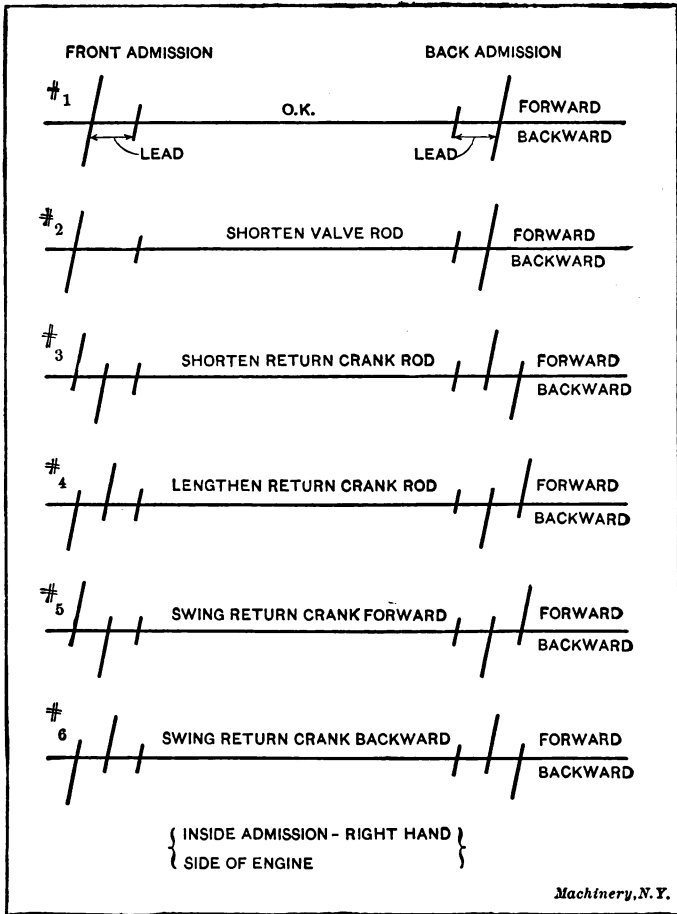 FRONT ADMISSION BACK ADMISSION
#1 O.K. FORWARD
BACKWARD
LEAD LEAD
#2 SHORTEN VALVE ROD FORWARD
BACKWARD
#3 SHORTEN RETURN CRANK ROD FORWARD
BACKWARD
#4 LENGTHEN RETURN CRANK ROD FORWARD
BACKWARD
#5 SWING RETURN CRANK FORWARD FORWARD
BACKWARD
#6 SWING RETURN CRANK BACKWARD FORWARD
BACKWARD
{ INSIDE ADMISSION - RIGHT HAND }
SIDE OF ENGINE
Machinery, N.Y.